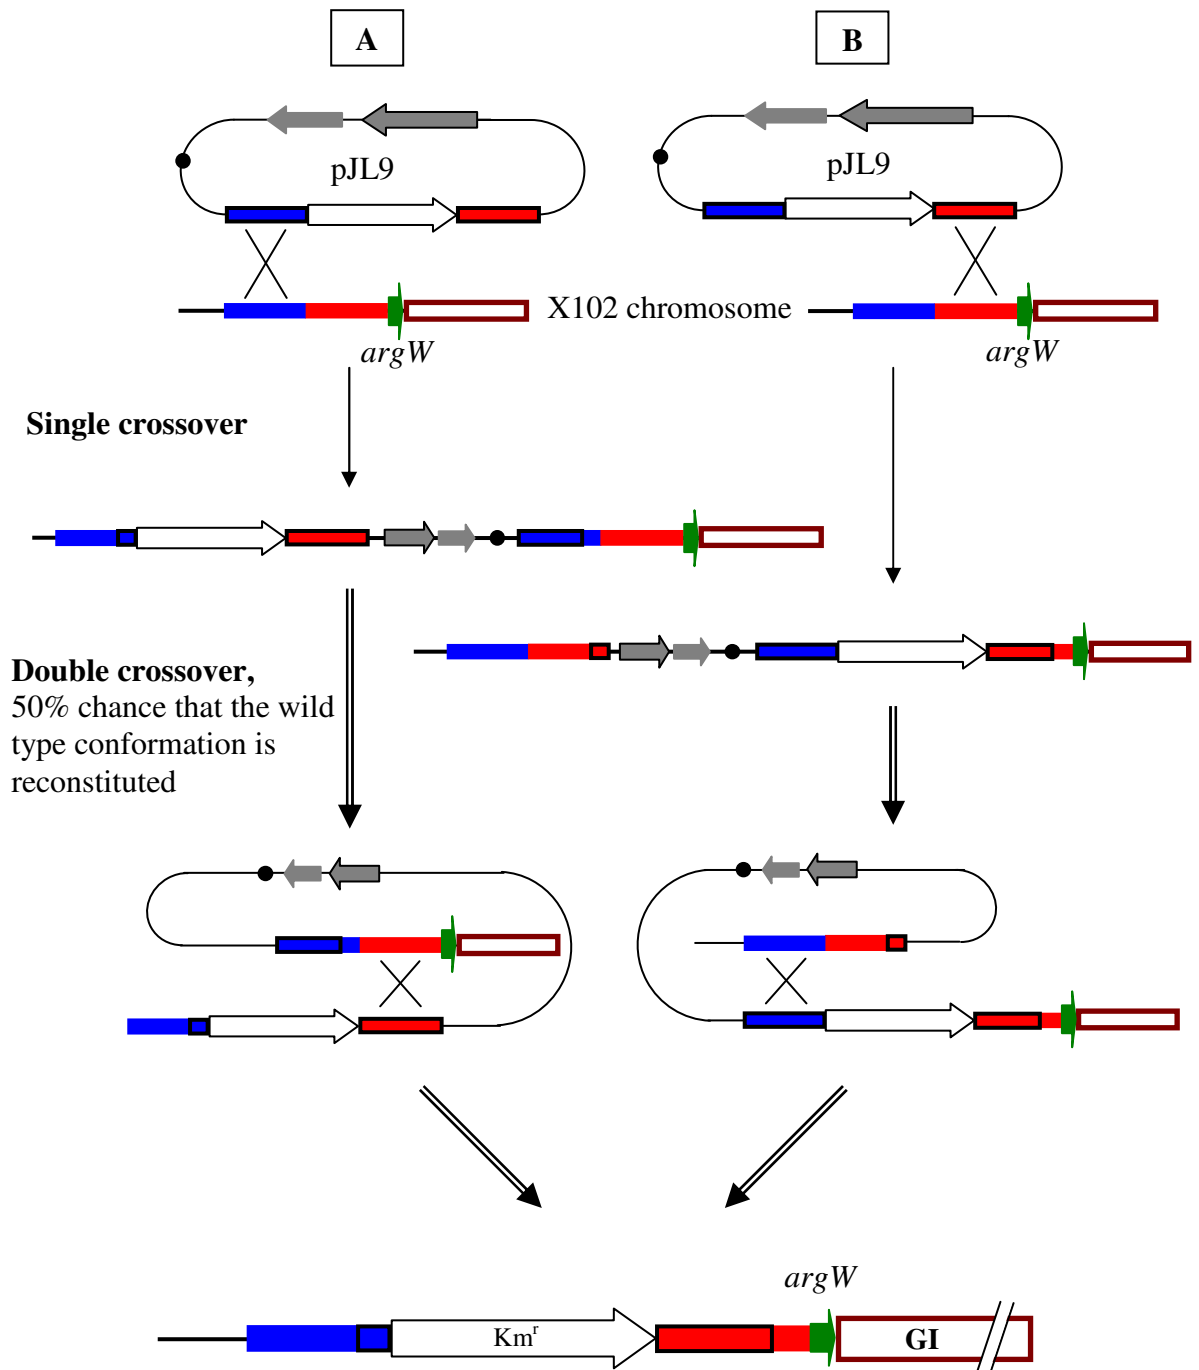 A
B
pJL9
pJL9
X102 chromosome
argW
argW
Single crossover
Double crossover,
50% chance that the wild
type conformation is
reconstituted
argW
Kmʳ
GI